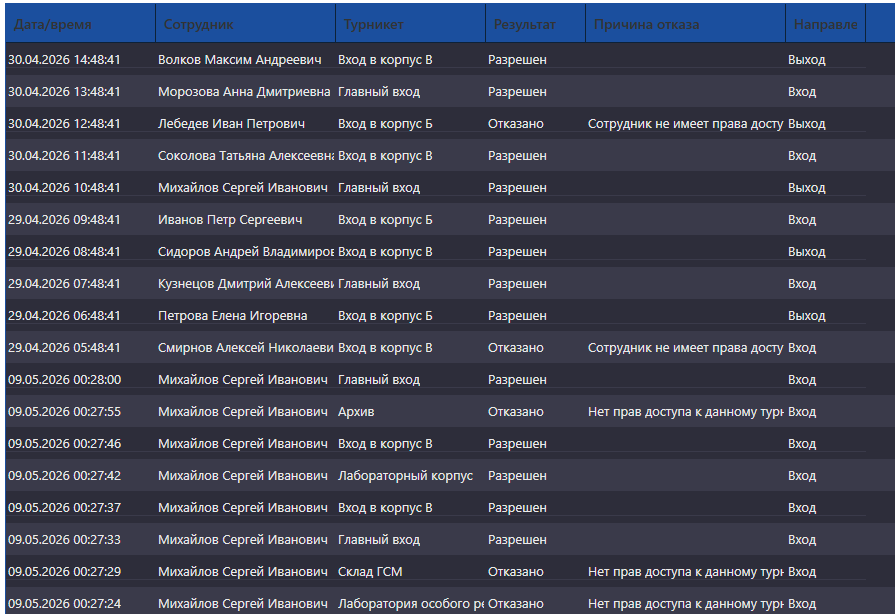 Дата/время Сотрудник Турникет Результат Причина отказа Направле
30.04.2026 14:48:41 Волков Максим Андреевич Вход в корпус В Разрешен Выход
30.04.2026 13:48:41 Морозова Анна Дмитриевна Главный вход Разрешен Вход
30.04.2026 12:48:41 Лебедев Иван Петрович Вход в корпус Б Отказано Сотрудник не имеет права досту Выход
30.04.2026 11:48:41 Соколова Татьяна Алексеевна Вход в корпус В Разрешен Вход
30.04.2026 10:48:41 Михайлов Сергей Иванович Главный вход Разрешен Выход
29.04.2026 09:48:41 Иванов Петр Сергеевич Вход в корпус Б Разрешен Вход
29.04.2026 08:48:41 Сидоров Андрей Владимиров Вход в корпус В Разрешен Выход
29.04.2026 07:48:41 Кузнецов Дмитрий Алексееви Главный вход Разрешен Вход
29.04.2026 06:48:41 Петрова Елена Игоревна Вход в корпус Б Разрешен Выход
29.04.2026 05:48:41 Смирнов Алексей Николаеви Вход в корпус В Отказано Сотрудник не имеет права досту Вход
09.05.2026 00:28:00 Михайлов Сергей Иванович Главный вход Разрешен Вход
09.05.2026 00:27:55 Михайлов Сергей Иванович Архив Отказано Нет прав доступа к данному турн Вход
09.05.2026 00:27:46 Михайлов Сергей Иванович Вход в корпус В Разрешен Вход
09.05.2026 00:27:42 Михайлов Сергей Иванович Лабораторный корпус Разрешен Вход
09.05.2026 00:27:37 Михайлов Сергей Иванович Вход в корпус В Разрешен Вход
09.05.2026 00:27:33 Михайлов Сергей Иванович Главный вход Разрешен Вход
09.05.2026 00:27:29 Михайлов Сергей Иванович Склад ГСМ Отказано Нет прав доступа к данному турн Вход
09.05.2026 00:27:24 Михайлов Сергей Иванович Лаборатория особого ре Отказано Нет прав доступа к данному турн Вход